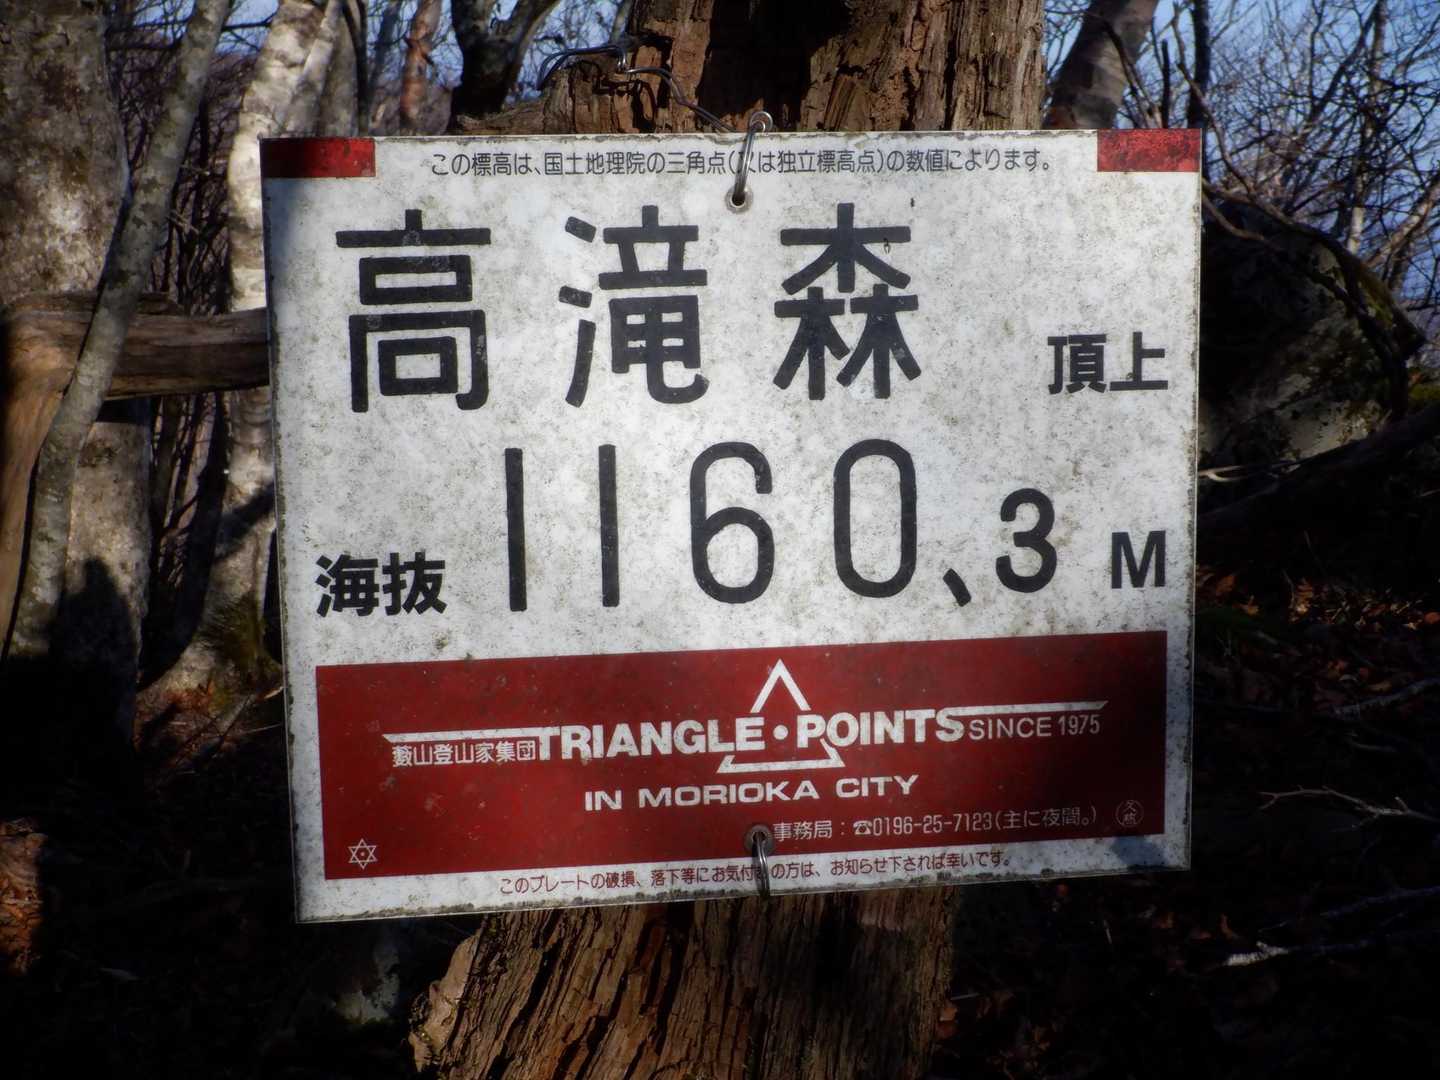 この標高は、国土地理院の三角点(又は独立標高点)の数値によります。
高滝森 頂上
海抜 1160、3 M
藪山登山家集団 TRIANGLE・POINTS SINCE 1975
IN MORIOKA CITY
事務局：☎0196-25-7123(主に夜間。)
このプレートの破損、落下等にお気付きの方は、お知らせ下されば幸いです。